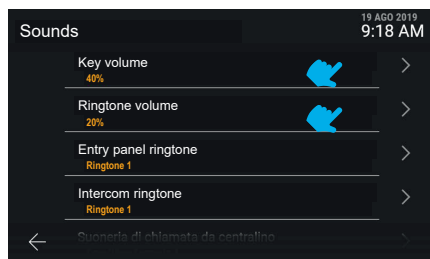 19 AGO 2019
Sounds
9:18 AM
Key volume
40%
Ringtone volume
20%
Entry panel ringtone
Ringtone 1
Intercom ringtone
Ringtone 1
Suoneria di chiamata da centralino